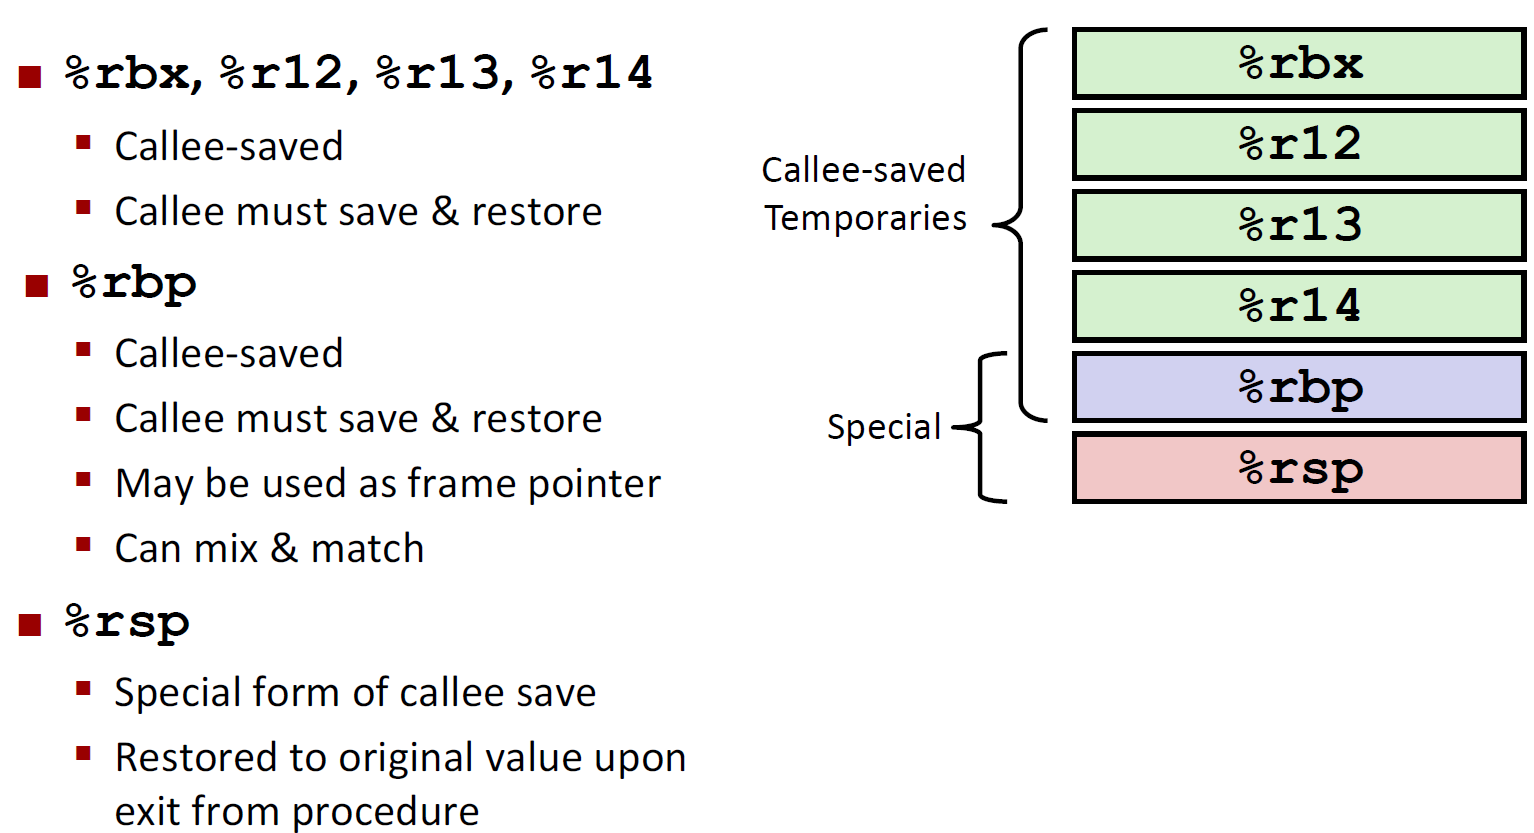 %rbx, %r12, %r13, %r14
Callee-saved
Callee must save & restore
%rbp
Callee-saved
Callee must save & restore
May be used as frame pointer
Can mix & match
%rsp
Special form of callee save
Restored to original value upon
exit from procedure
Callee-saved
Temporaries
Special
%rbx
%r12
%r13
%r14
%rbp
%rsp